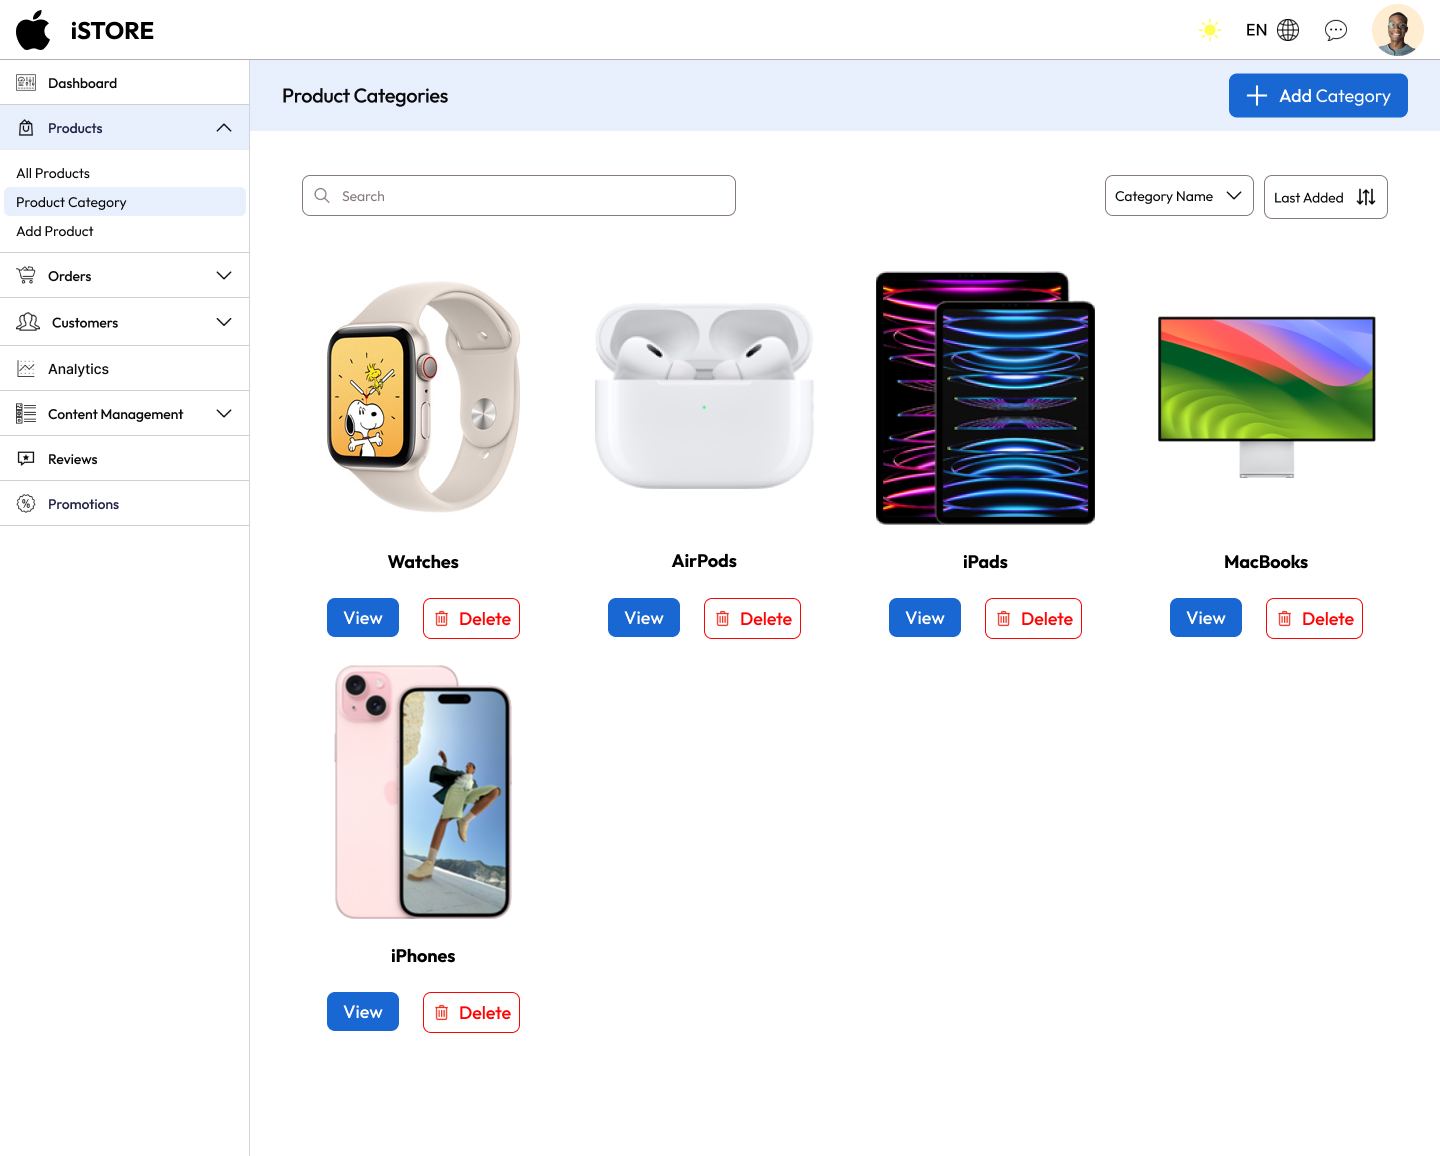 iSTORE
EN
Dashboard
Products
All Products
Product Category
Add Product
Orders
Customers
Analytics
Content Management
Reviews
Promotions
Product Categories
Add Category
Search
Category Name
Last Added
Watches
AirPods
iPads
MacBooks
View
Delete
View
Delete
View
Delete
View
Delete
iPhones
View
Delete